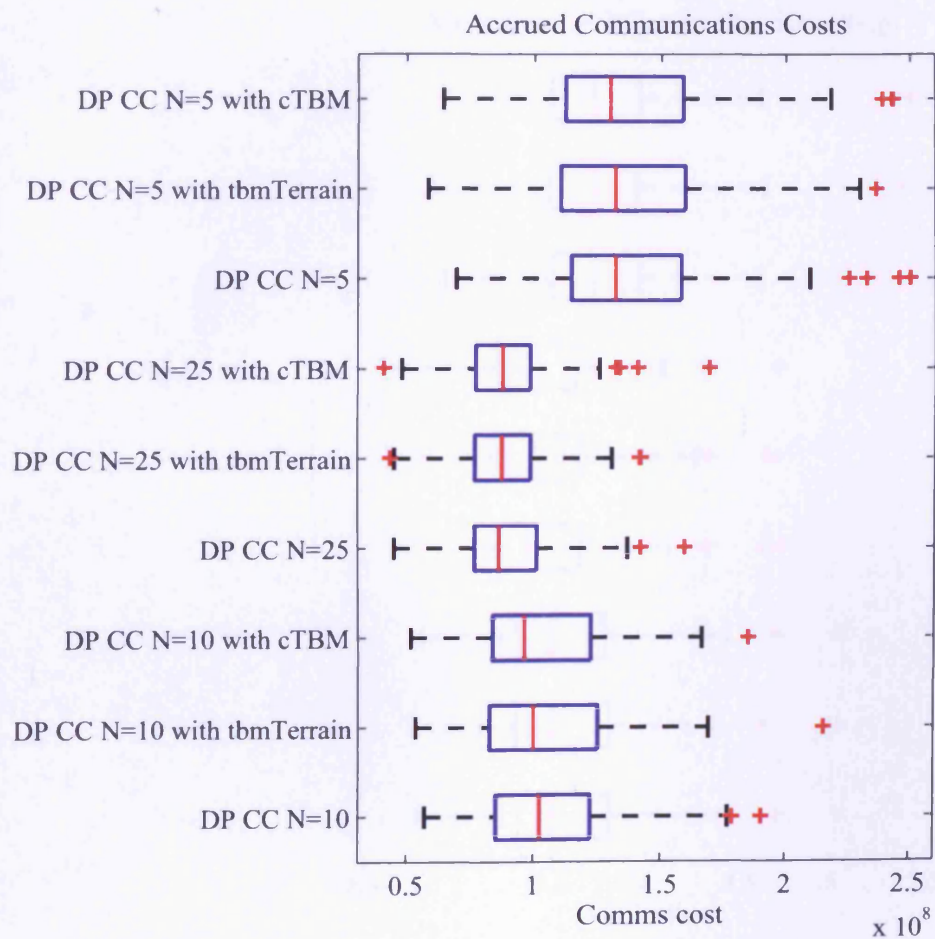 Accrued Communications Costs
DP CC N=5 with cTBM
DP CC N=5 with tbmTerrain
DP CC N=5
DP CC N=25 with cTBM
DP CC N=25 with tbmTerrain
DP CC N=25
DP CC N=10 with cTBM
DP CC N=10 with tbmTerrain
DP CC N=10
0.5 1 1.5 2 2.5
Comms cost
x 10^8